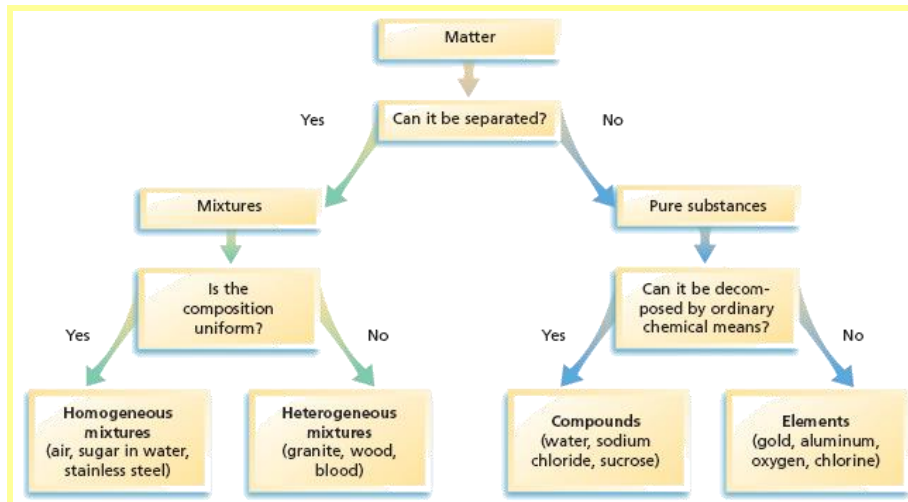 Matter
Yes
Can it be separated?
No
Mixtures
Pure substances
Yes
Is the
composition
uniform?
No
Yes
Can it be decom-
posed by ordinary
chemical means?
No
Homogeneous
mixtures
(air, sugar in water,
stainless steel)
Heterogeneous
mixtures
(granite, wood,
blood)
Compounds
(water, sodium
chloride, sucrose)
Elements
(gold, aluminum,
oxygen, chlorine)